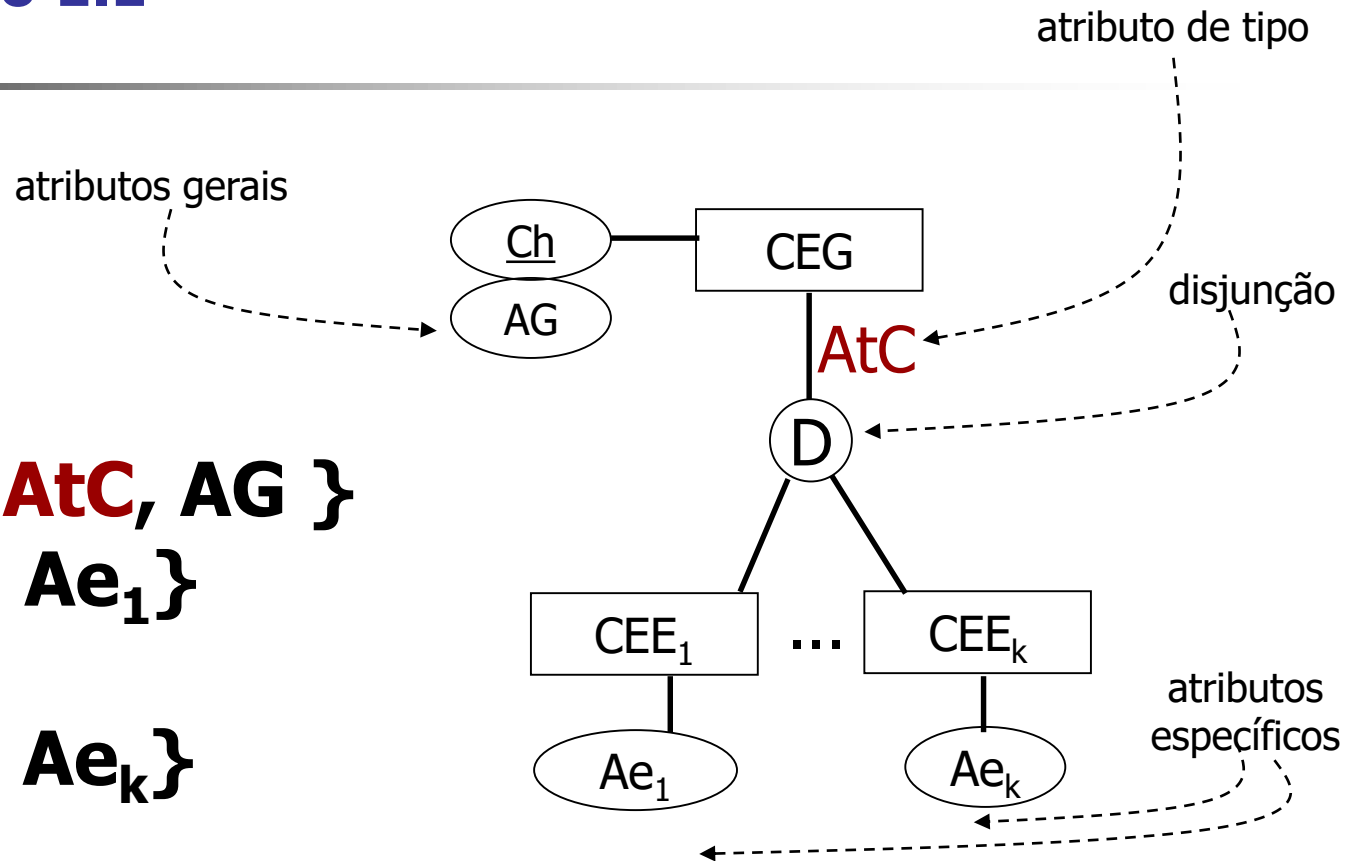 atributo de tipo
atributos gerais
Ch
CEG
AG
AtC
disjunção
D
AtC, AG }
Ae1}
Aek}
CEE1
...
CEEk
atributos
específicos
Ae1
Aek